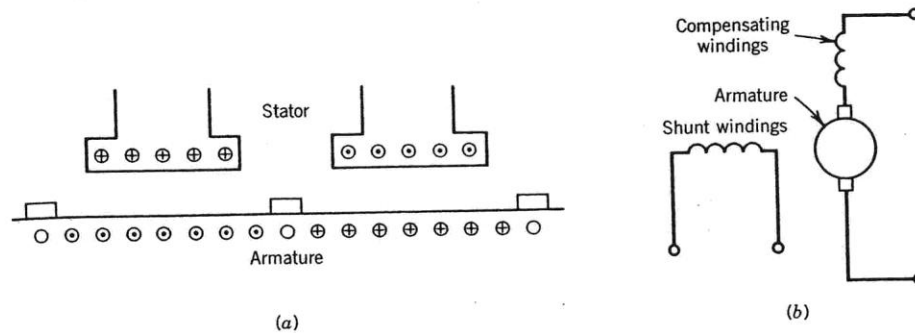 Stator
Armature
(a)
Compensating
windings
Armature
Shunt windings
(b)